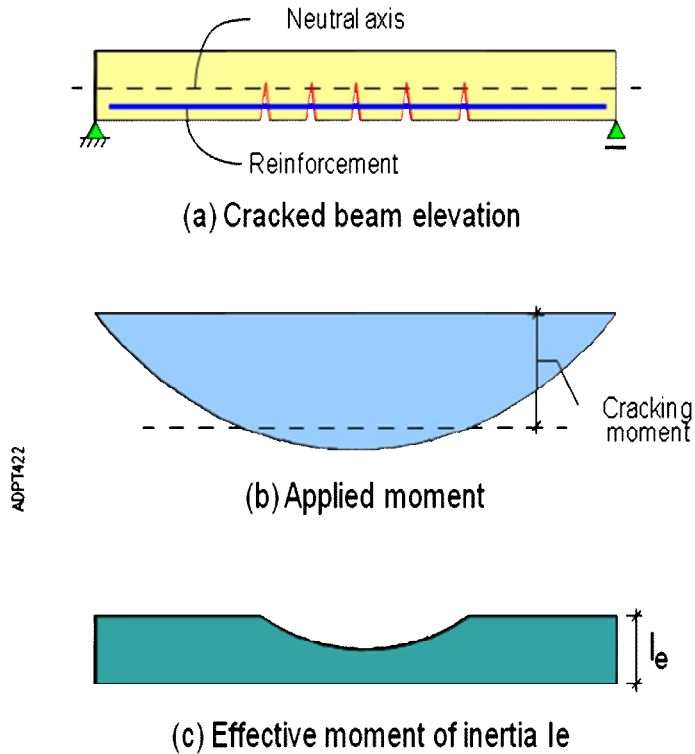 Neutral axis
Reinforcement
(a) Cracked beam elevation
Cracking
moment
ADPT422
(b) Applied moment
Ie
(c) Effective moment of inertia Ie